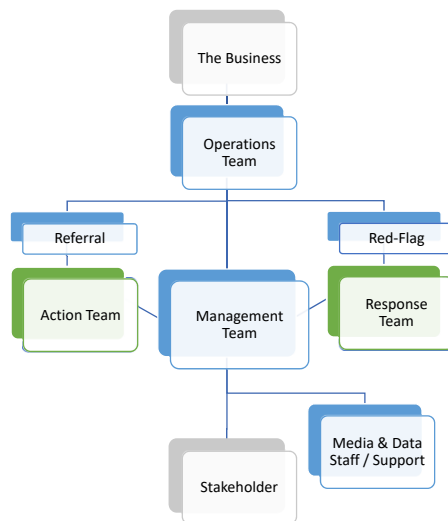 The Business
Operations
Team
Referral
Red-Flag
Action Team
Management
Team
Response
Team
Media & Data
Staff / Support
Stakeholder